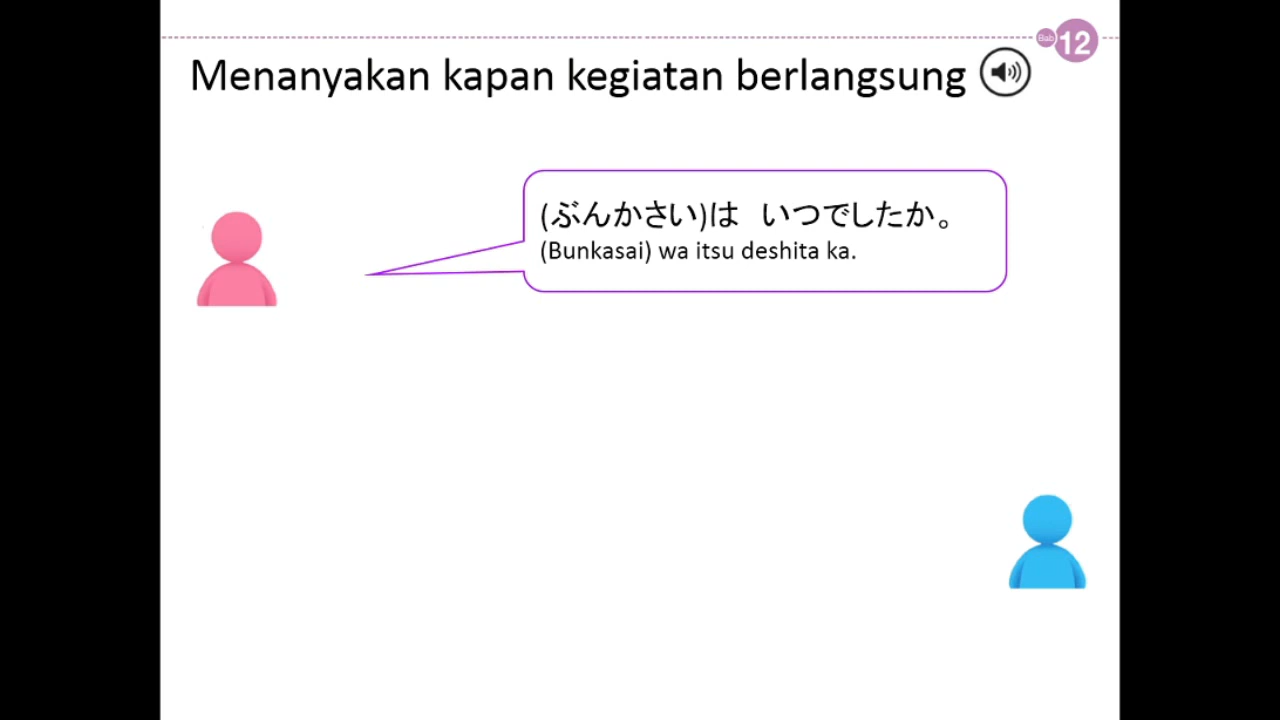 Bab 12
Menanyakan kapan kegiatan berlangsung
(ぶんかさい)は　いつでしたか。
(Bunkasai) wa itsu deshita ka.